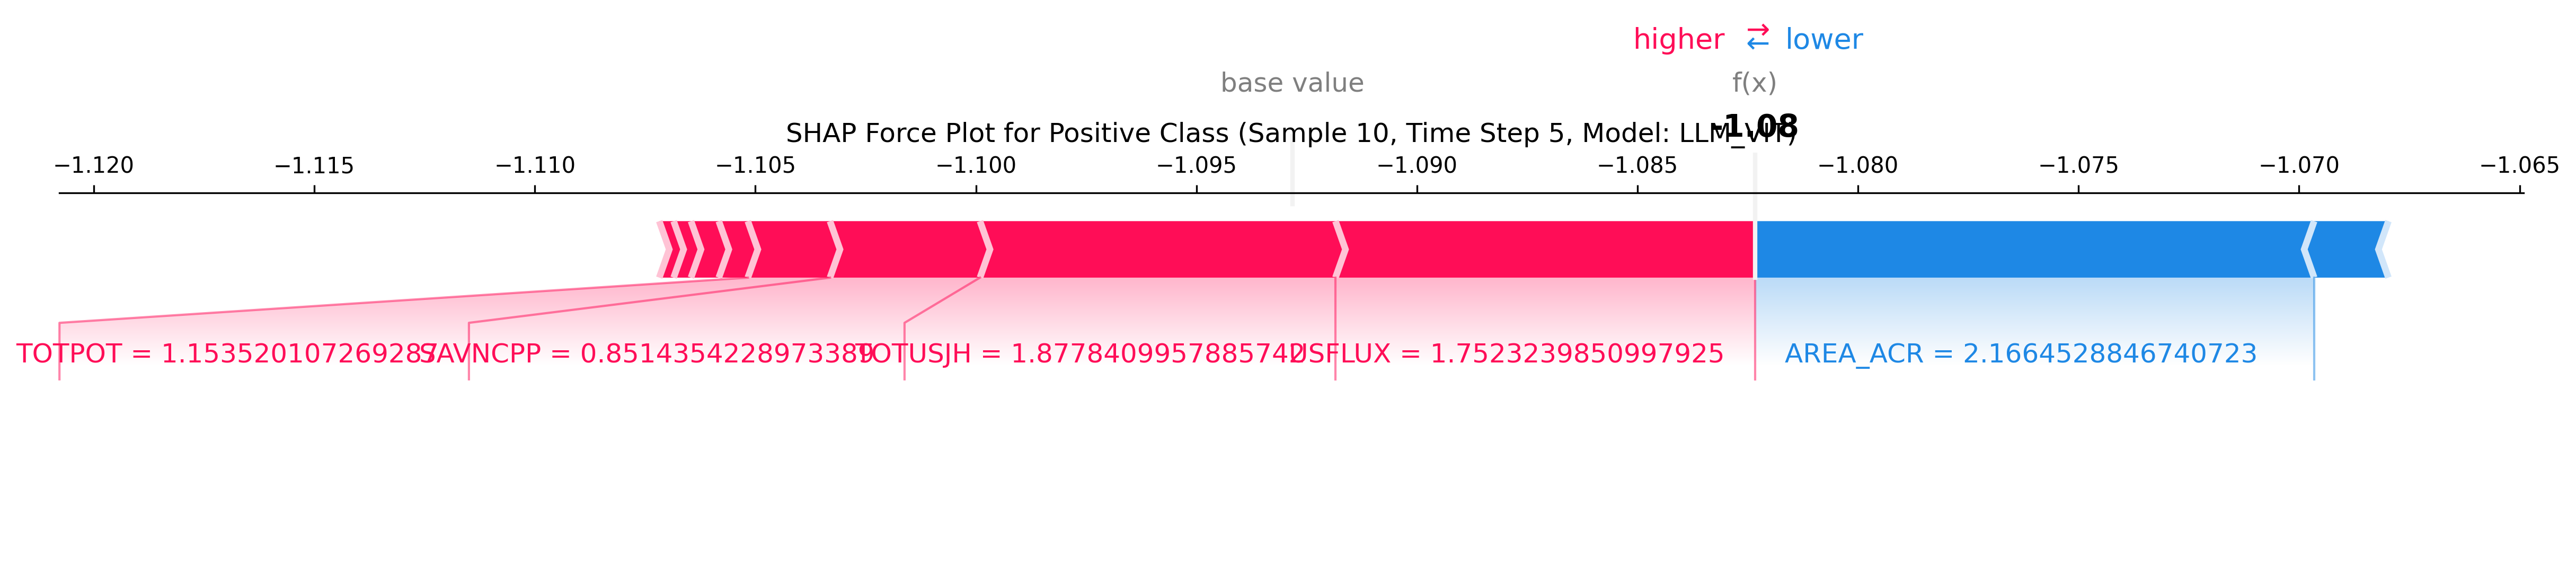 higher ⇄ lower
base value f(x)
SHAP Force Plot for Positive Class (Sample 10, Time Step 5, Model: LLM_VIT)
-1.08
−1.120 −1.115 −1.110 −1.105 −1.100 −1.095 −1.090 −1.085 −1.080 −1.075 −1.070 −1.065
TOTPOT = 1.153520107269287 SAVNCPP = 0.8514354228973389 TOTUSJH = 1.8778409957885742 USFLUX = 1.7523239850997925 AREA_ACR = 2.1664528846740723